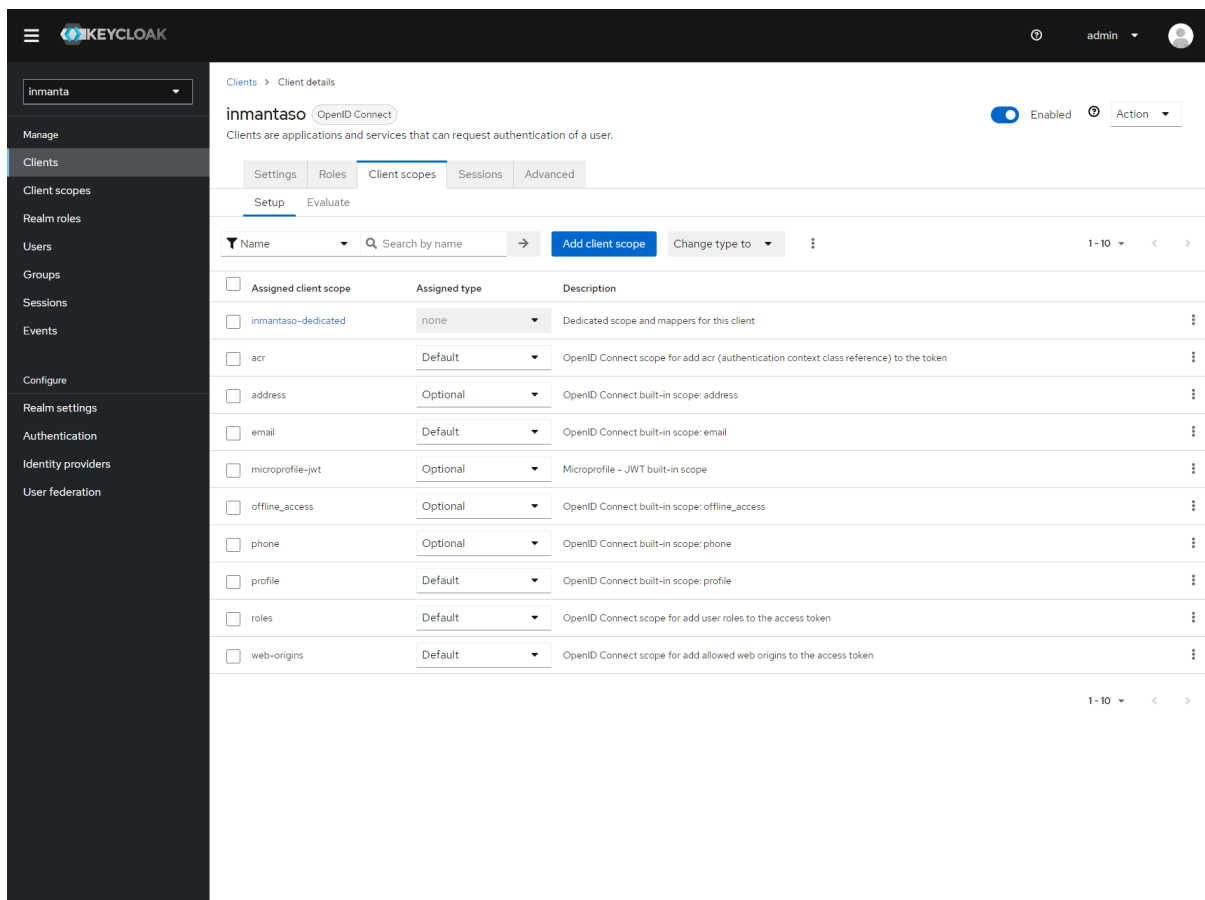 KEYCLOAK
admin
inmanta
Manage
Clients
Client scopes
Realm roles
Users
Groups
Sessions
Events
Configure
Realm settings
Authentication
Identity providers
User federation
Clients > Client details
inmantaso OpenID Connect
Enabled Action
Clients are applications and services that can request authentication of a user.
Settings Roles Client scopes Sessions Advanced
Setup Evaluate
Name Search by name Add client scope Change type to 1 - 10
Assigned client scope Assigned type Description
inmantaso-dedicated none Dedicated scope and mappers for this client
acr Default OpenID Connect scope for add acr (authentication context class reference) to the token
address Optional OpenID Connect built-in scope: address
email Default OpenID Connect built-in scope: email
microprofile-jwt Optional Microprofile - JWT built-in scope
offline_access Optional OpenID Connect built-in scope: offline_access
phone Optional OpenID Connect built-in scope: phone
profile Default OpenID Connect built-in scope: profile
roles Default OpenID Connect scope for add user roles to the access token
web-origins Default OpenID Connect scope for add allowed web origins to the access token
1 - 10